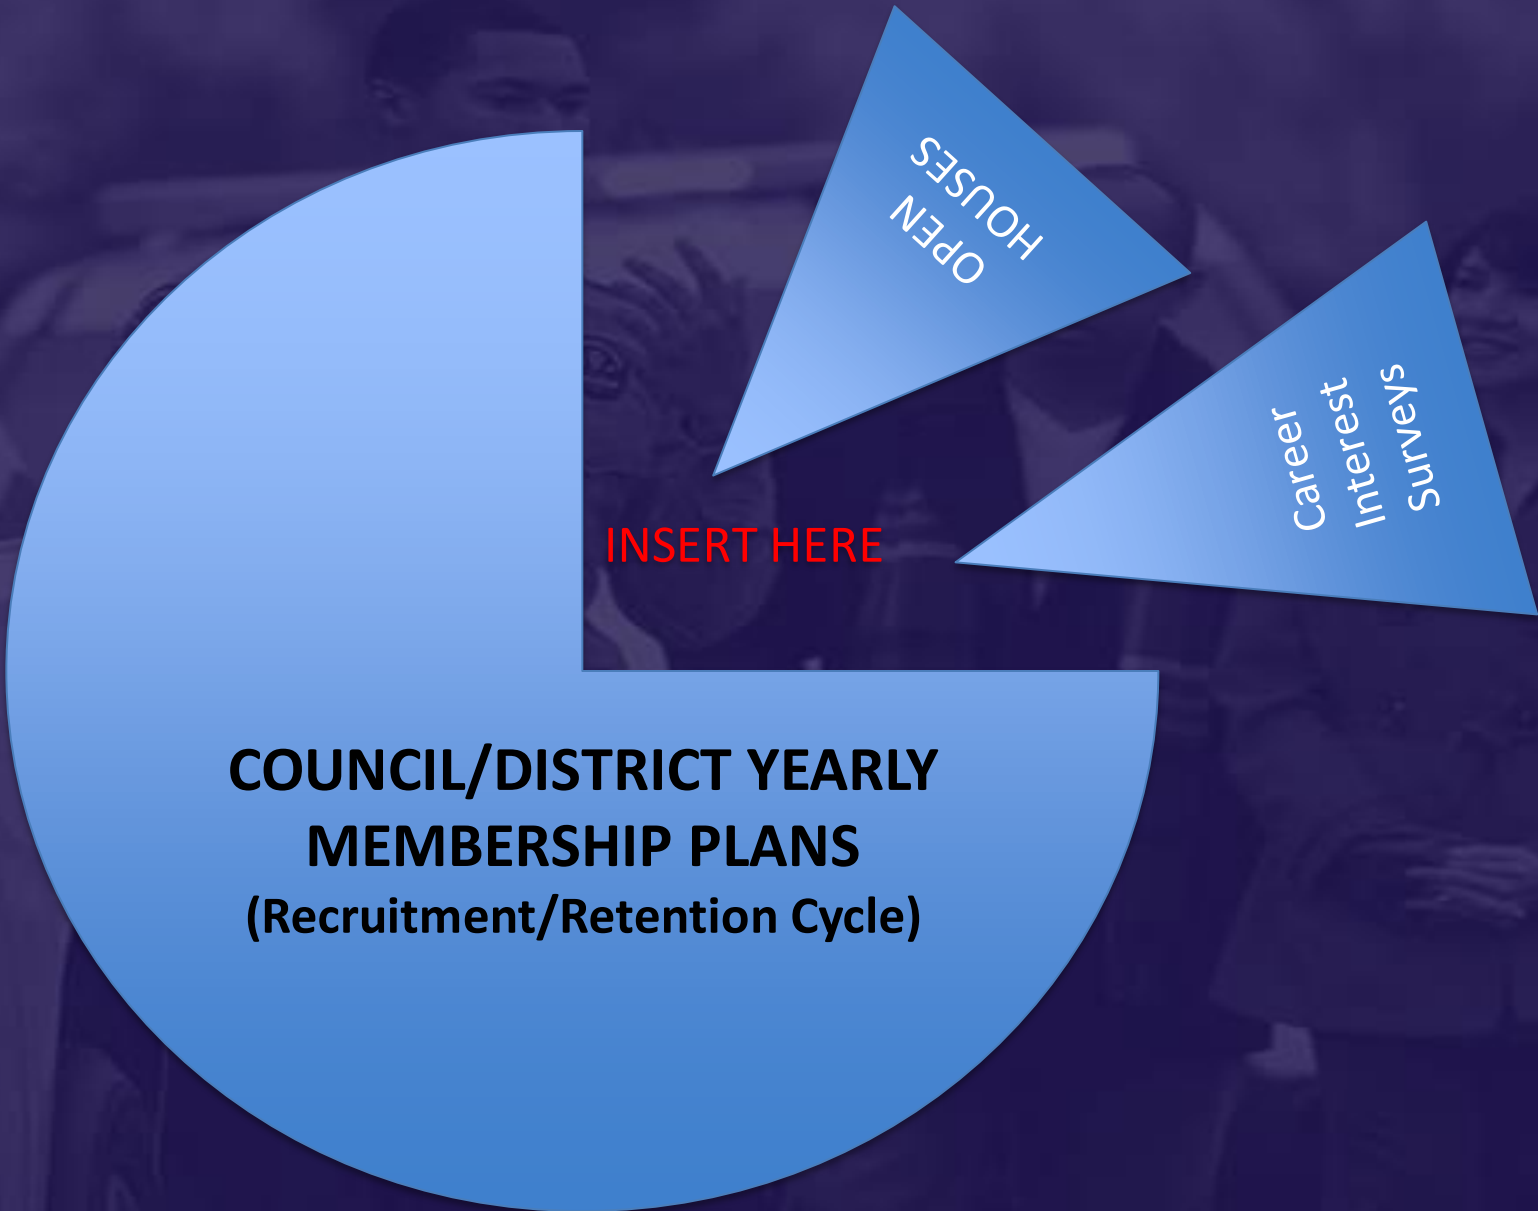 OPEN
HOUSES
Career
Interest
Surveys
INSERT HERE
COUNCIL/DISTRICT YEARLY
MEMBERSHIP PLANS
(Recruitment/Retention Cycle)